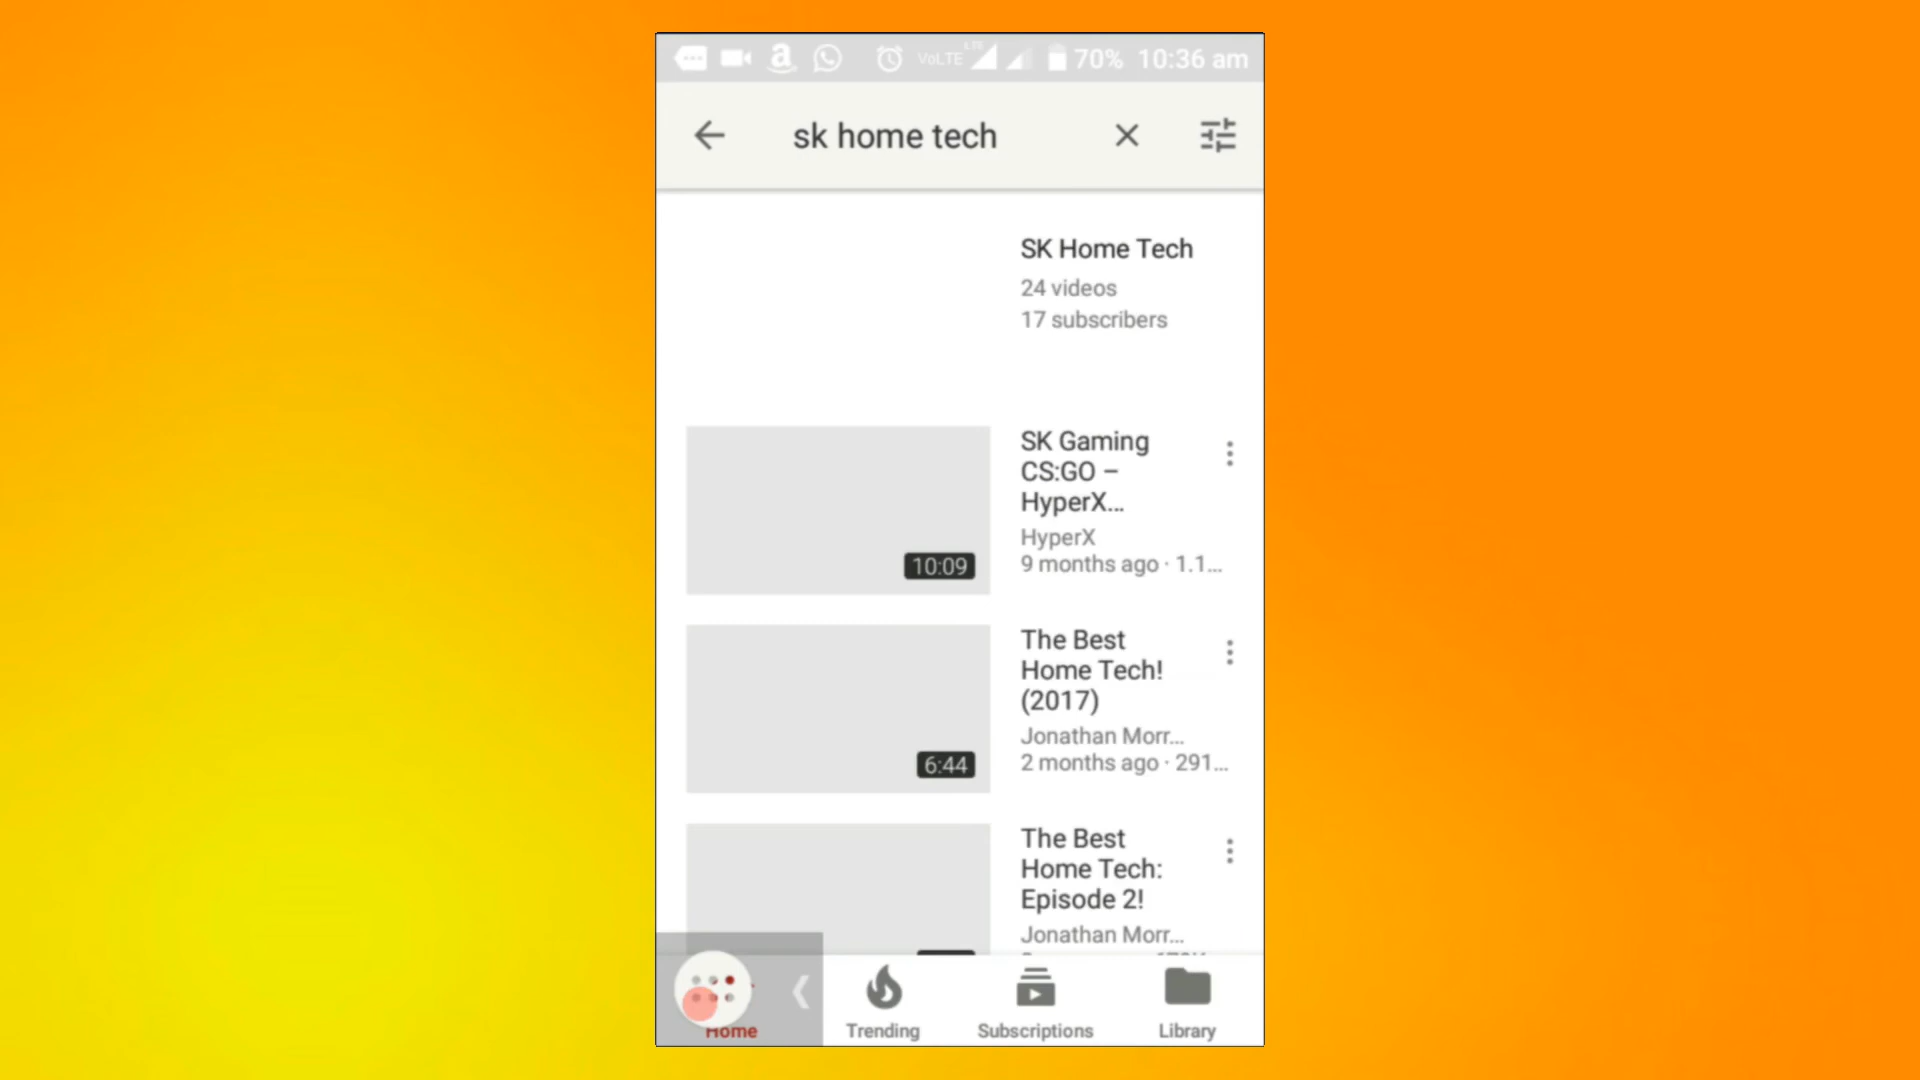 VoLTE LTE 70% 10:36 am
sk home tech
SK Home Tech
24 videos
17 subscribers
SK Gaming
CS:GO –
HyperX...
HyperX
9 months ago · 1.1...
10:09
The Best
Home Tech!
(2017)
Jonathan Morr...
2 months ago · 291...
6:44
The Best
Home Tech:
Episode 2!
Jonathan Morr...
Home
Trending
Subscriptions
Library